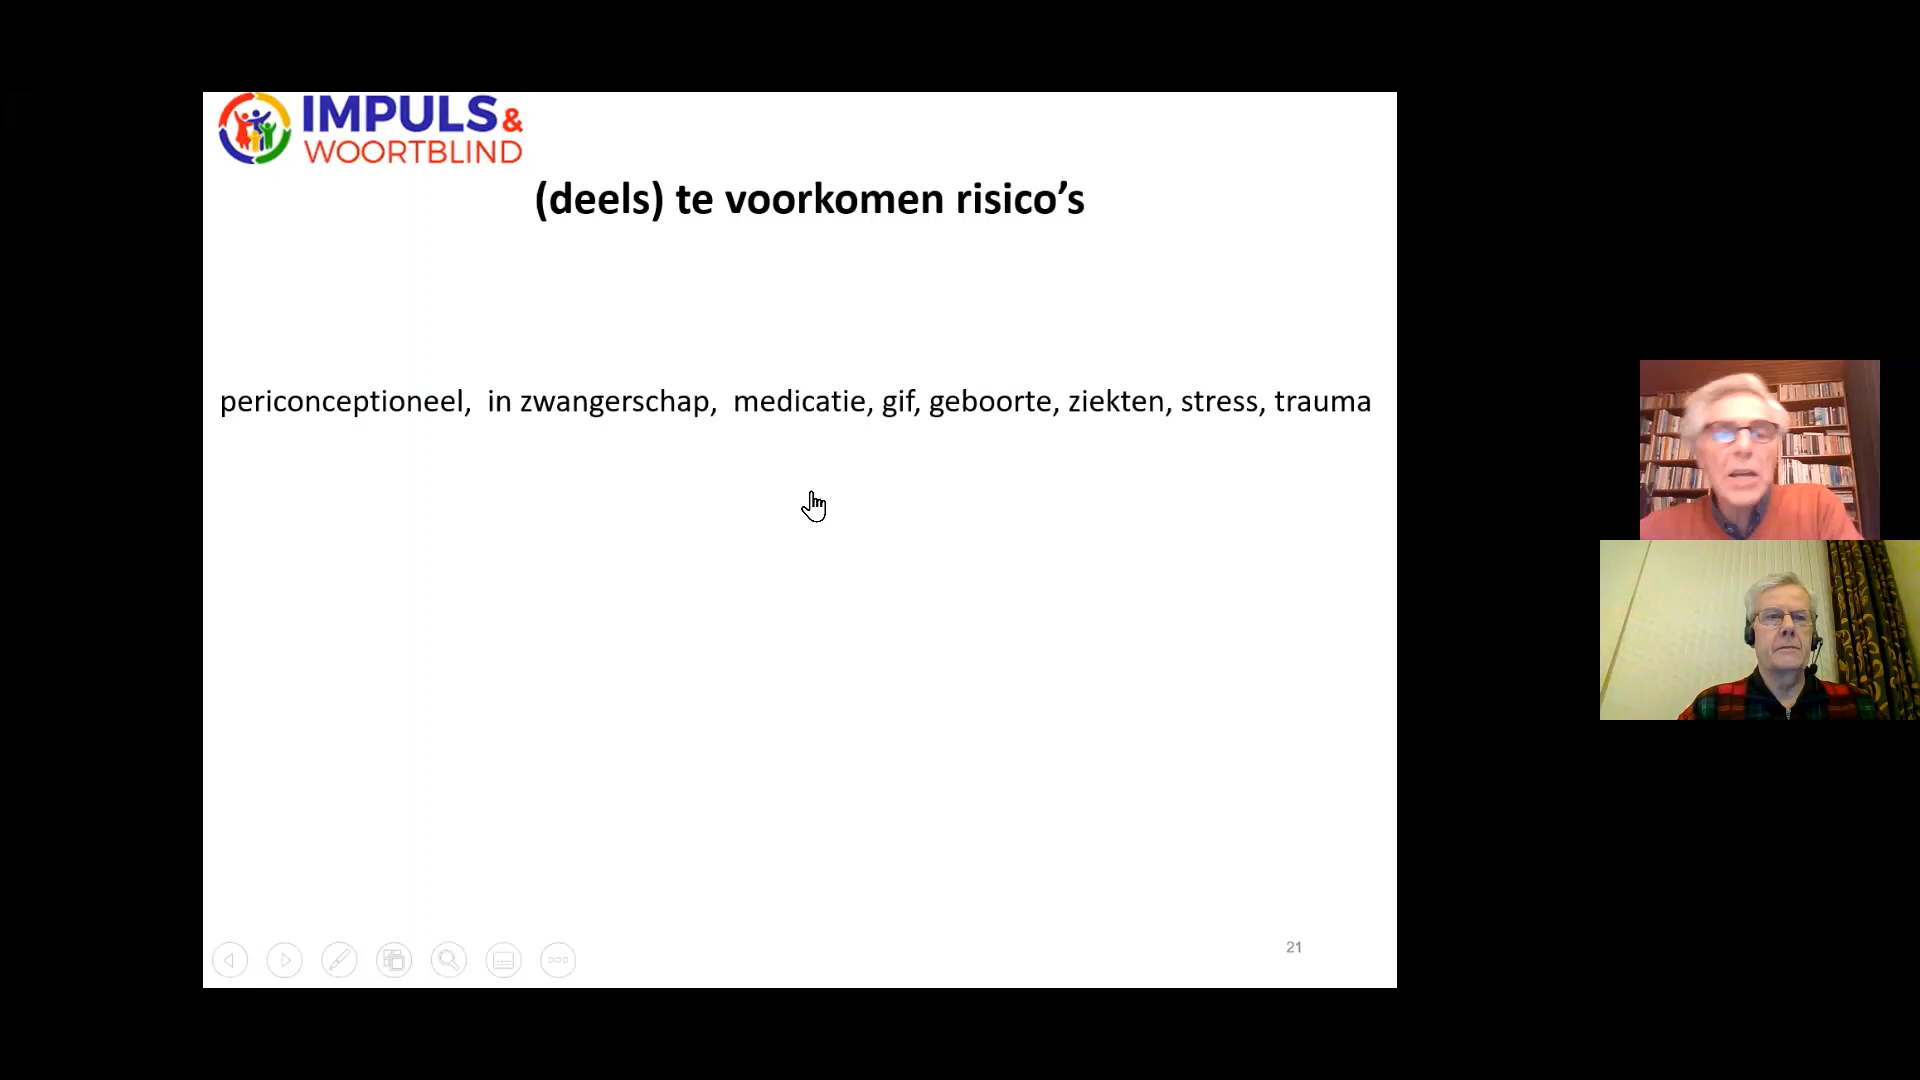 IMPULS &
WOORTBLIND
(deels) te voorkomen risico’s
periconceptioneel, in zwangerschap, medicatie, gif, geboorte, ziekten, stress, trauma
21